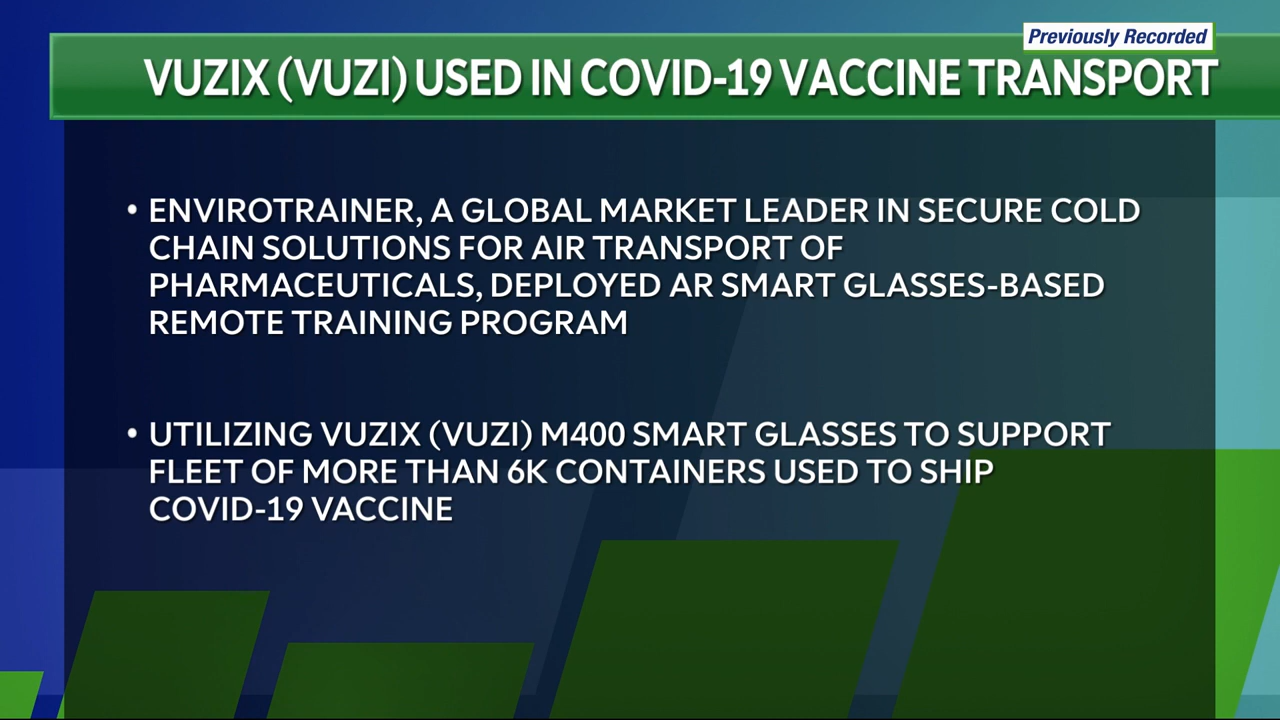 Previously Recorded
VUZIX (VUZI) USED IN COVID-19 VACCINE TRANSPORT
• ENVIROTRAINER, A GLOBAL MARKET LEADER IN SECURE COLD
CHAIN SOLUTIONS FOR AIR TRANSPORT OF
PHARMACEUTICALS, DEPLOYED AR SMART GLASSES-BASED
REMOTE TRAINING PROGRAM
• UTILIZING VUZIX (VUZI) M400 SMART GLASSES TO SUPPORT
FLEET OF MORE THAN 6K CONTAINERS USED TO SHIP
COVID-19 VACCINE